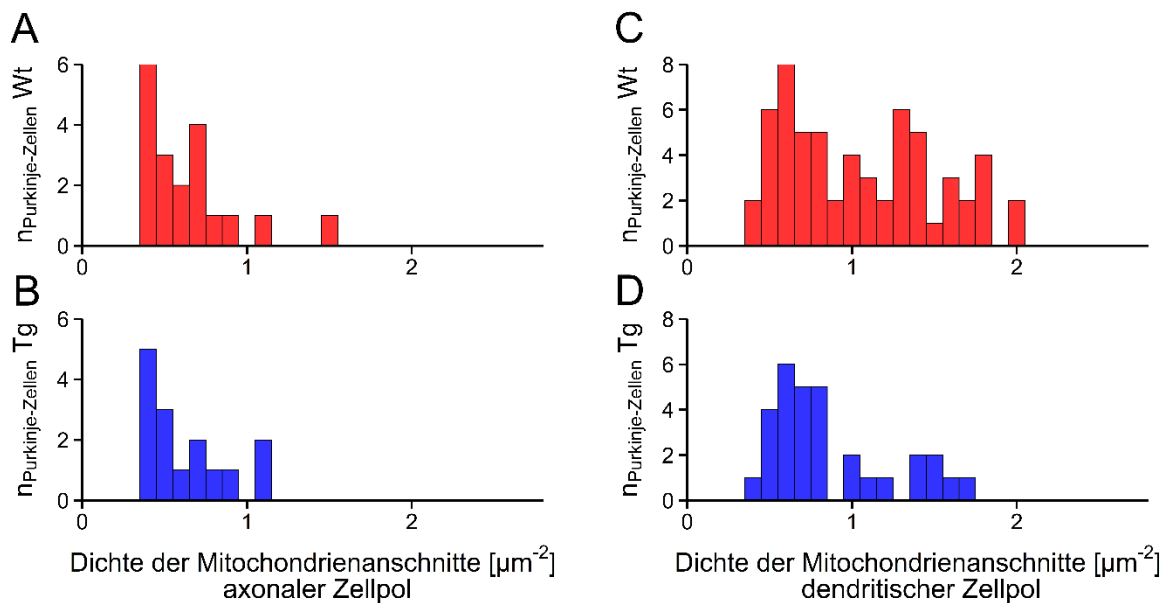 A
6
4
2
0
nPurkinje-Zellen Wt
0
1
2
B
6
4
2
0
nPurkinje-Zellen Tg
0
1
2
Dichte der Mitochondrienanschnitte [µm-2]
axonaler Zellpol
C
8
6
4
2
0
nPurkinje-Zellen Wt
0
1
2
D
8
6
4
2
0
nPurkinje-Zellen Tg
0
1
2
Dichte der Mitochondrienanschnitte [µm-2]
dendritischer Zellpol